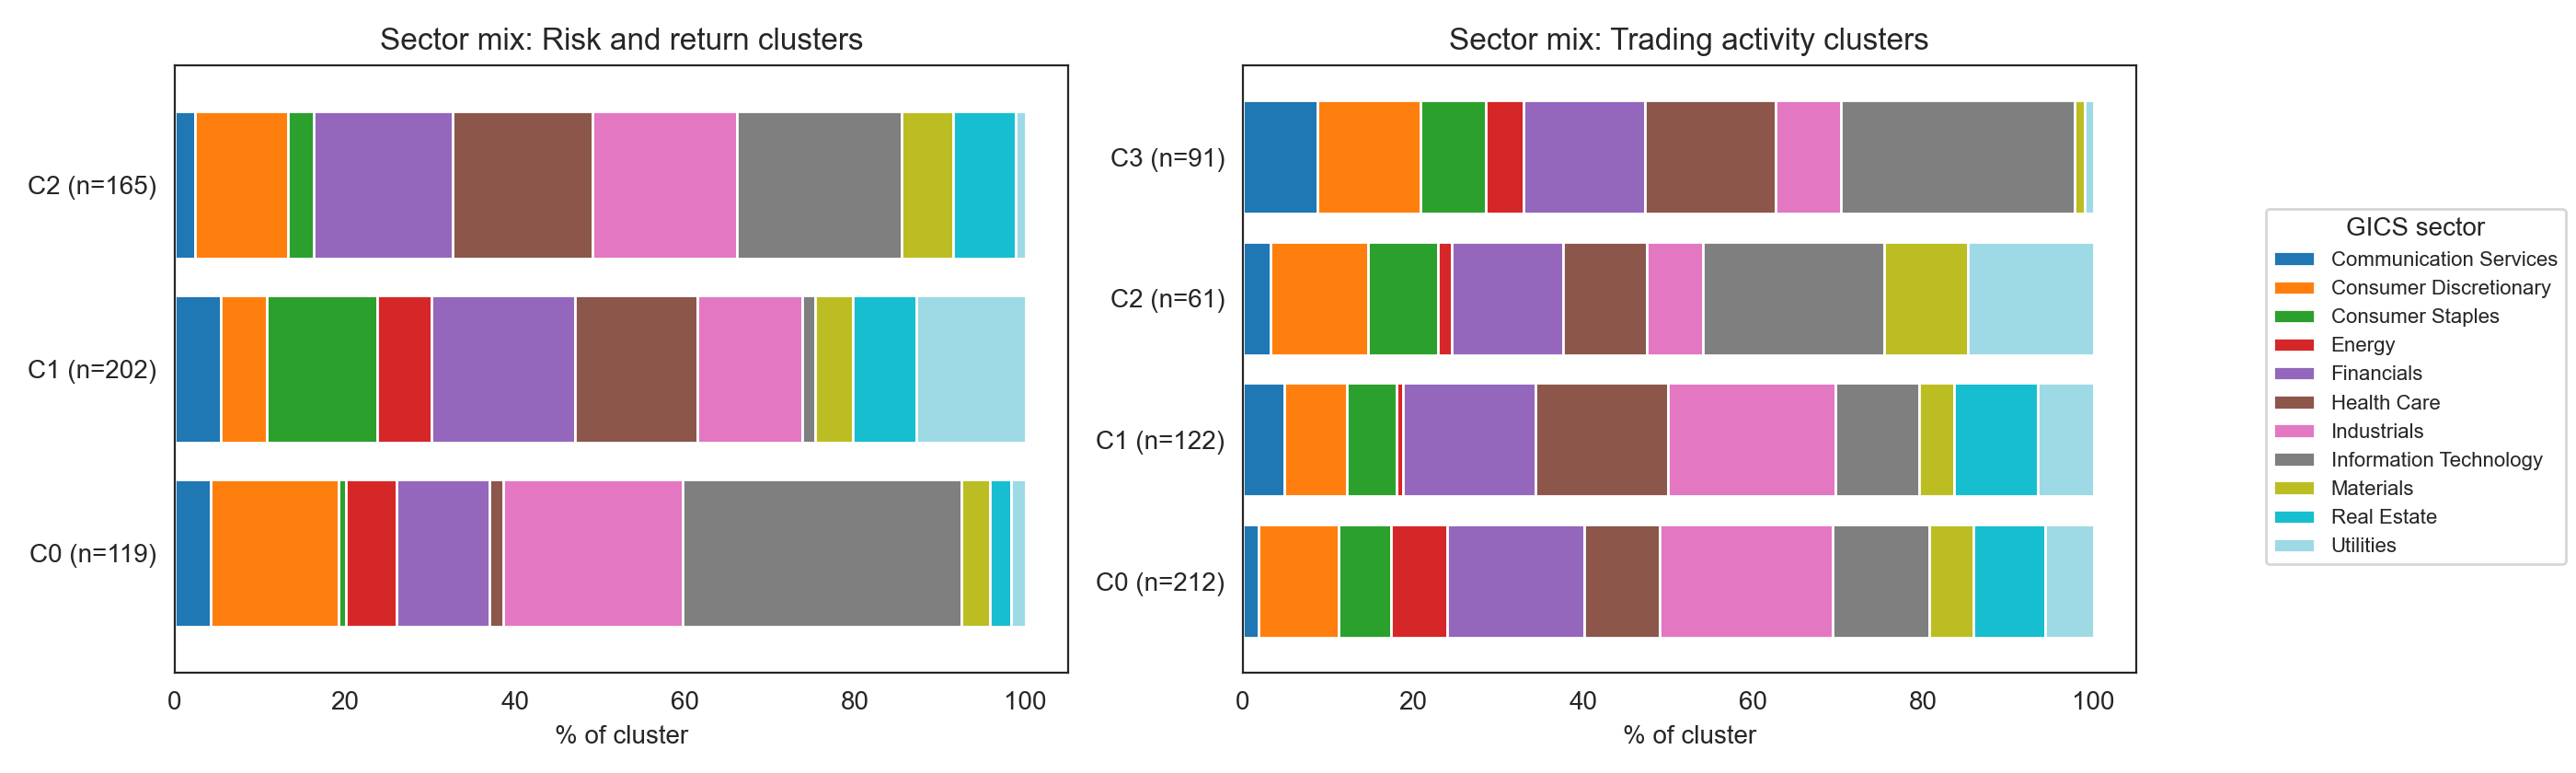 Sector mix: Risk and return clusters
C2 (n=165)
C1 (n=202)
C0 (n=119)
0 20 40 60 80 100
% of cluster
Sector mix: Trading activity clusters
C3 (n=91)
C2 (n=61)
C1 (n=122)
C0 (n=212)
0 20 40 60 80 100
% of cluster
GICS sector
Communication Services
Consumer Discretionary
Consumer Staples
Energy
Financials
Health Care
Industrials
Information Technology
Materials
Real Estate
Utilities